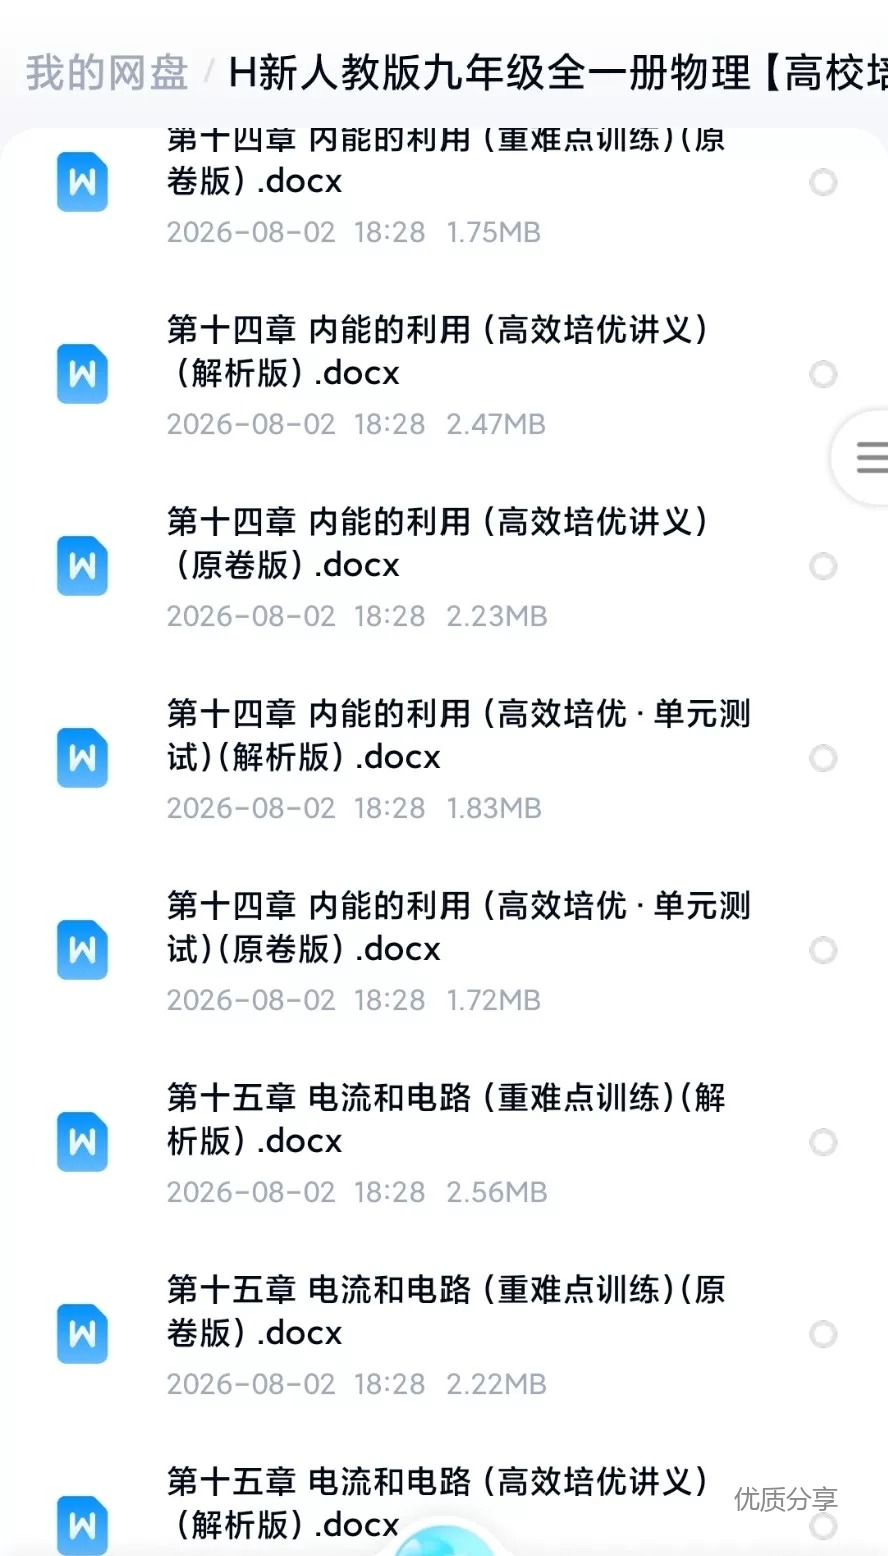 我的网盘 / H新人教版九年级全一册物理【高校培
第十四章 内能的利用（重难点训练）（原
卷版）.docx
2026-08-02 18:28 1.75MB
第十四章 内能的利用（高效培优讲义）
（解析版）.docx
2026-08-02 18:28 2.47MB
第十四章 内能的利用（高效培优讲义）
（原卷版）.docx
2026-08-02 18:28 2.23MB
第十四章 内能的利用（高效培优·单元测
试）（解析版）.docx
2026-08-02 18:28 1.83MB
第十四章 内能的利用（高效培优·单元测
试）（原卷版）.docx
2026-08-02 18:28 1.72MB
第十五章 电流和电路（重难点训练）（解
析版）.docx
2026-08-02 18:28 2.56MB
第十五章 电流和电路（重难点训练）（原
卷版）.docx
2026-08-02 18:28 2.22MB
第十五章 电流和电路（高效培优讲义）
（解析版）.docx
优质分享